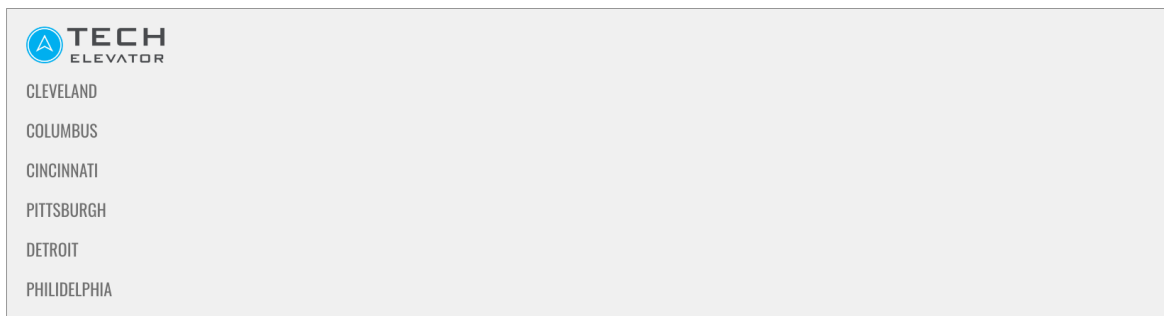 TECH
ELEVATOR
CLEVELAND
COLUMBUS
CINCINNATI
PITTSBURGH
DETROIT
PHILIDELPHIA